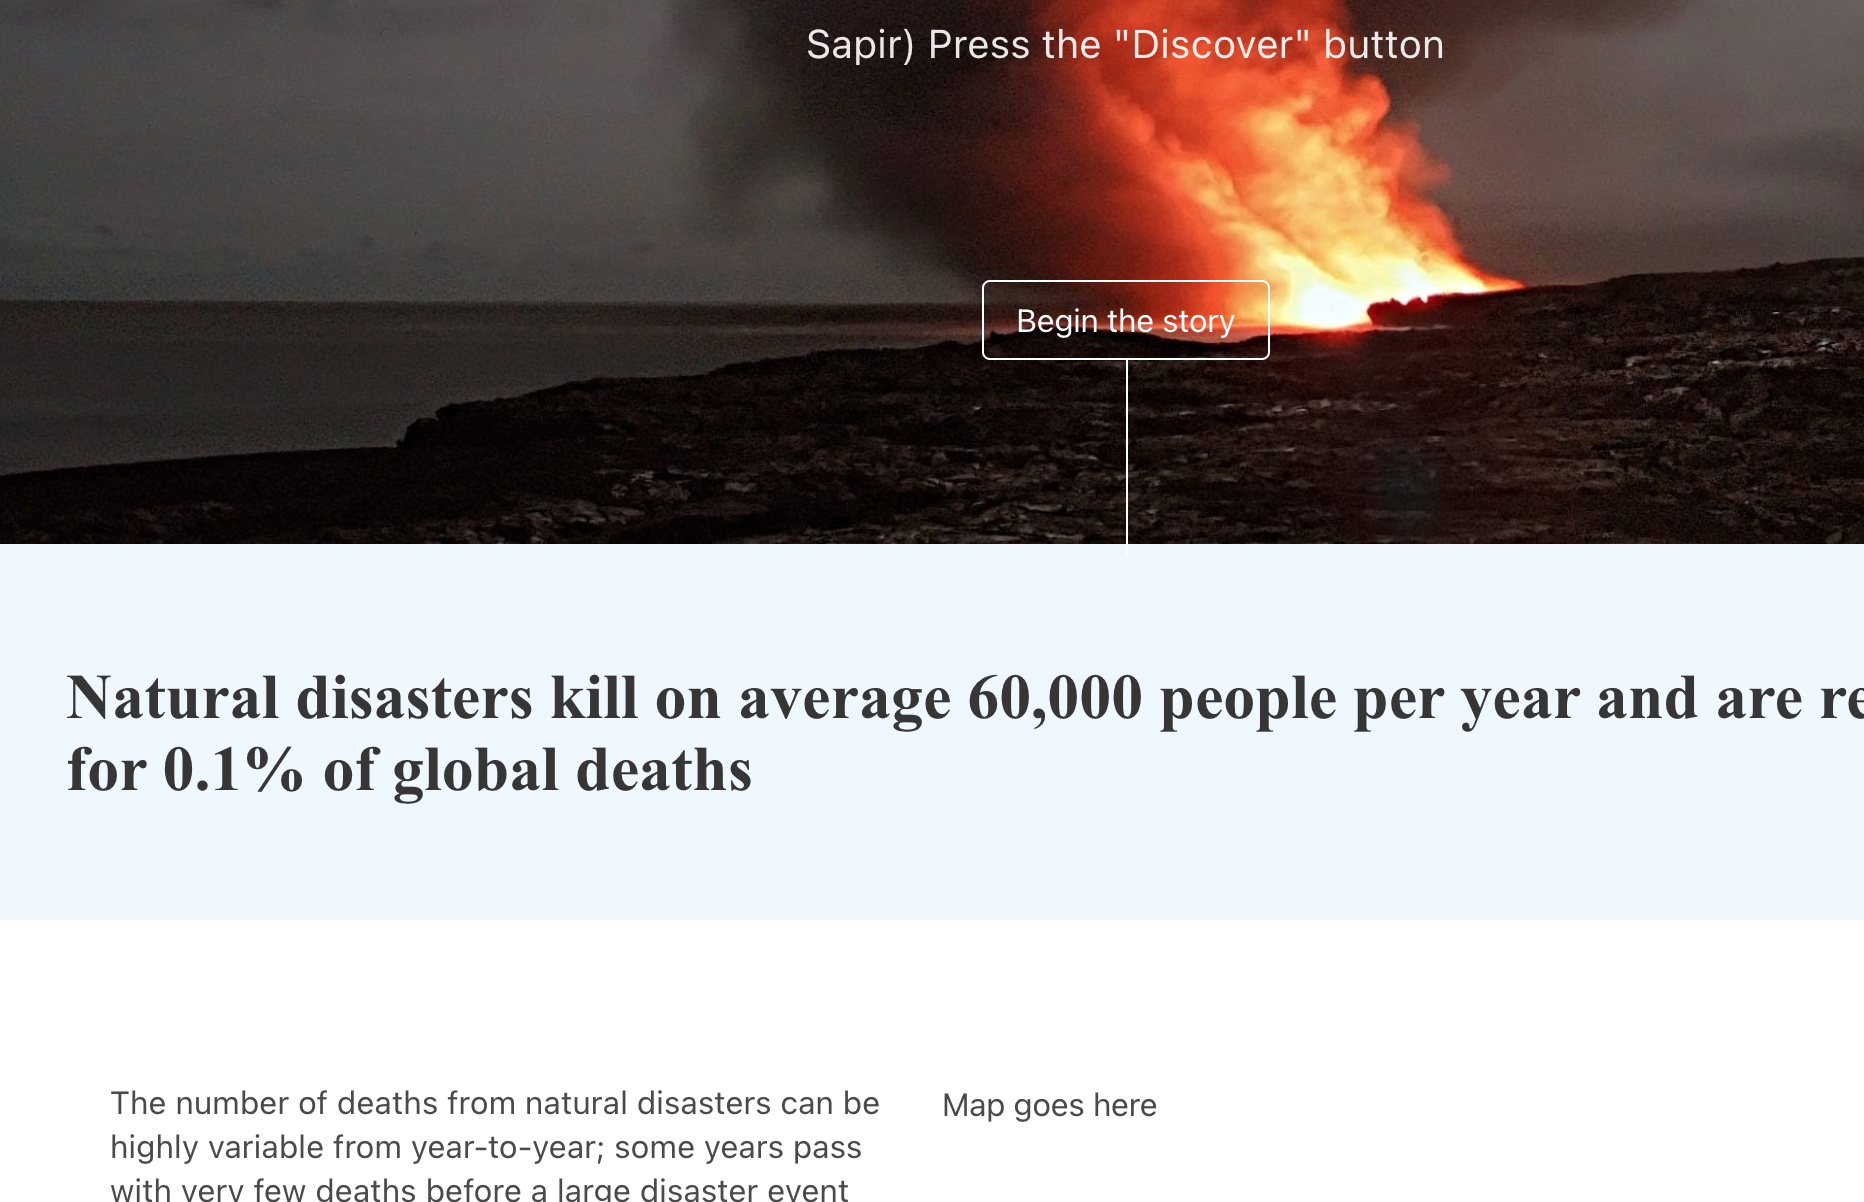 Sapir) Press the "Discover" button
Begin the story
Natural disasters kill on average 60,000 people per year and are
for 0.1% of global deaths
The number of deaths from natural disasters can be
highly variable from year-to-year; some years pass
with very few deaths before a large disaster event
Map goes here